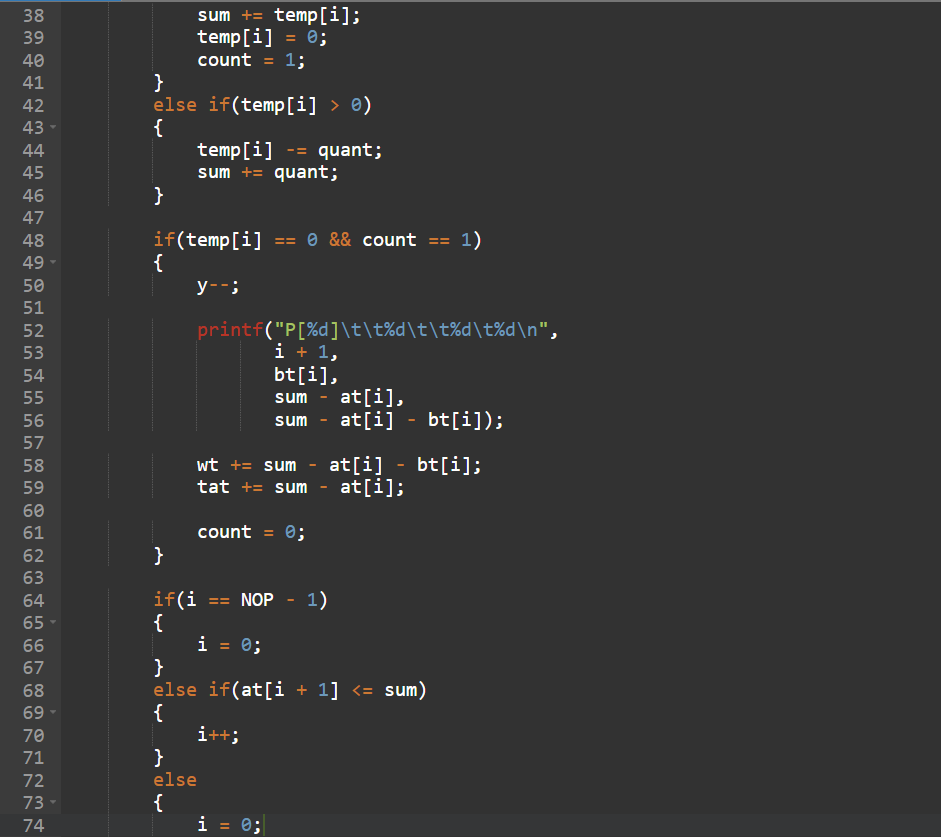 38 sum += temp[i];
39 temp[i] = 0;
40 count = 1;
41 }
42 else if(temp[i] > 0)
43 {
44 temp[i] -= quant;
45 sum += quant;
46 }
47
48 if(temp[i] == 0 && count == 1)
49 {
50 y--;
51
52 printf("P[%d]\t\t%d\t\t%d\t%d\n",
53 i + 1,
54 bt[i],
55 sum - at[i],
56 sum - at[i] - bt[i]);
57
58 wt += sum - at[i] - bt[i];
59 tat += sum - at[i];
60
61 count = 0;
62 }
63
64 if(i == NOP - 1)
65 {
66 i = 0;
67 }
68 else if(at[i + 1] <= sum)
69 {
70 i++;
71 }
72 else
73 {
74 i = 0;